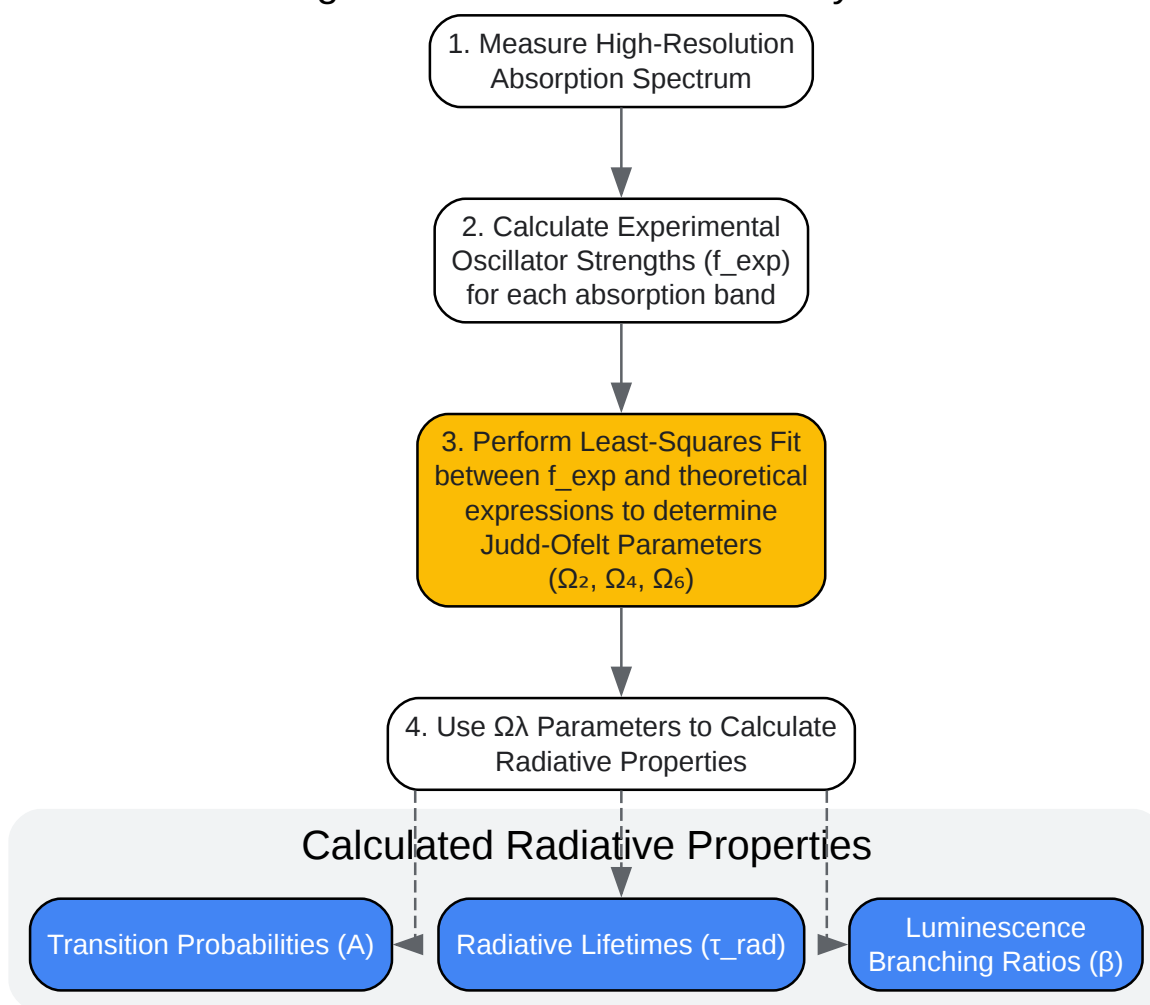 1. Measure High-Resolution
Absorption Spectrum
2. Calculate Experimental
Oscillator Strengths (f_exp)
for each absorption band
3. Perform Least-Squares Fit
between f_exp and theoretical
expressions to determine
Judd-Ofelt Parameters
(Ω₂, Ω₄, Ω₆)
4. Use Ωλ Parameters to Calculate
Radiative Properties
Calculated Radiative Properties
Transition Probabilities (A)
Radiative Lifetimes (τ_rad)
Luminescence
Branching Ratios (β)